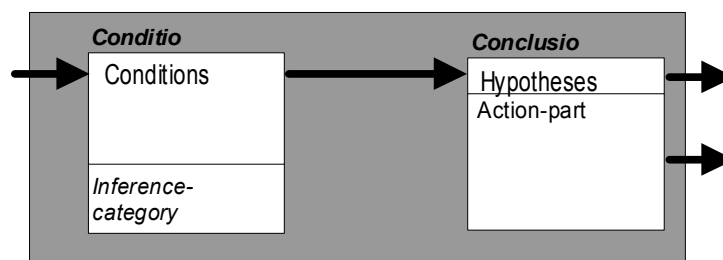 Conditio
Conclusio
Conditions
Hypotheses
Action-part
Inference-
category